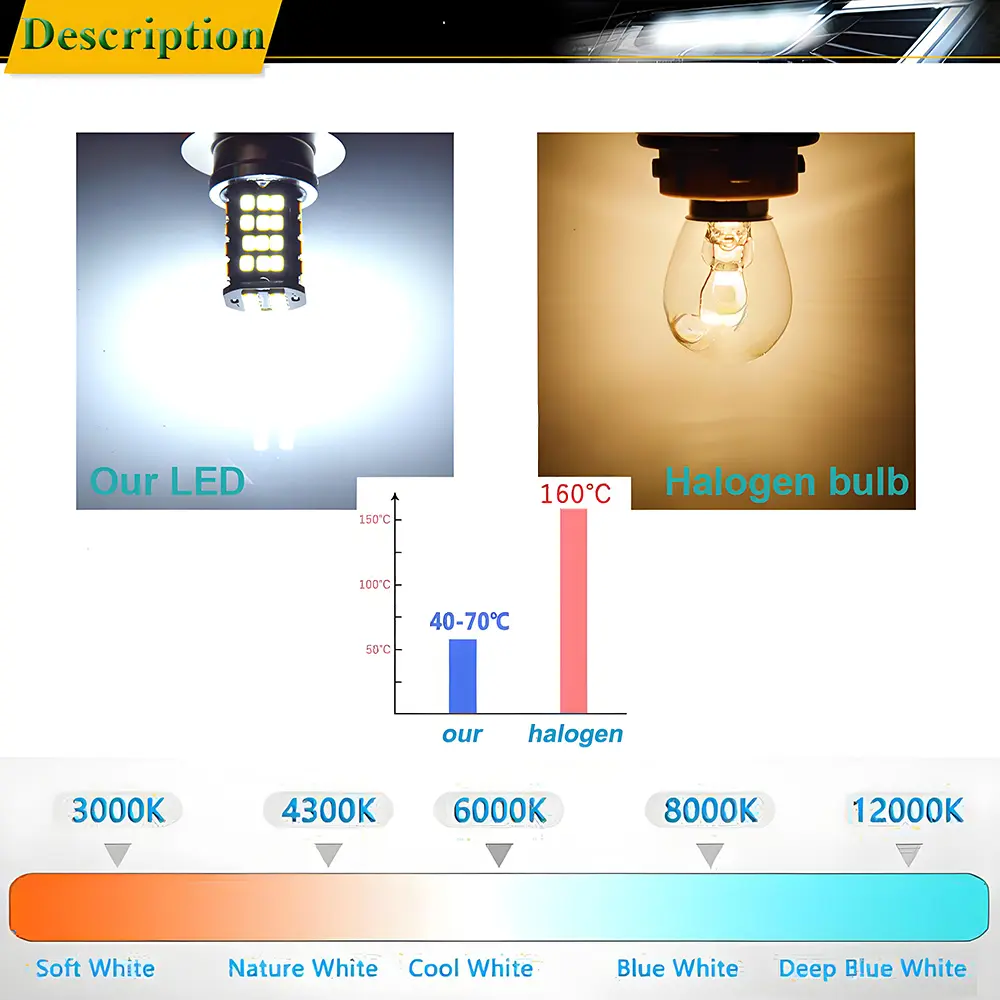 Description
Our LED
Halogen bulb
160°C
150°C
100°C
40-70℃
50°C
our
halogen
3000K
4300K
6000K
8000K
12000K
Soft White
Nature White
Cool White
Blue White
Deep Blue White